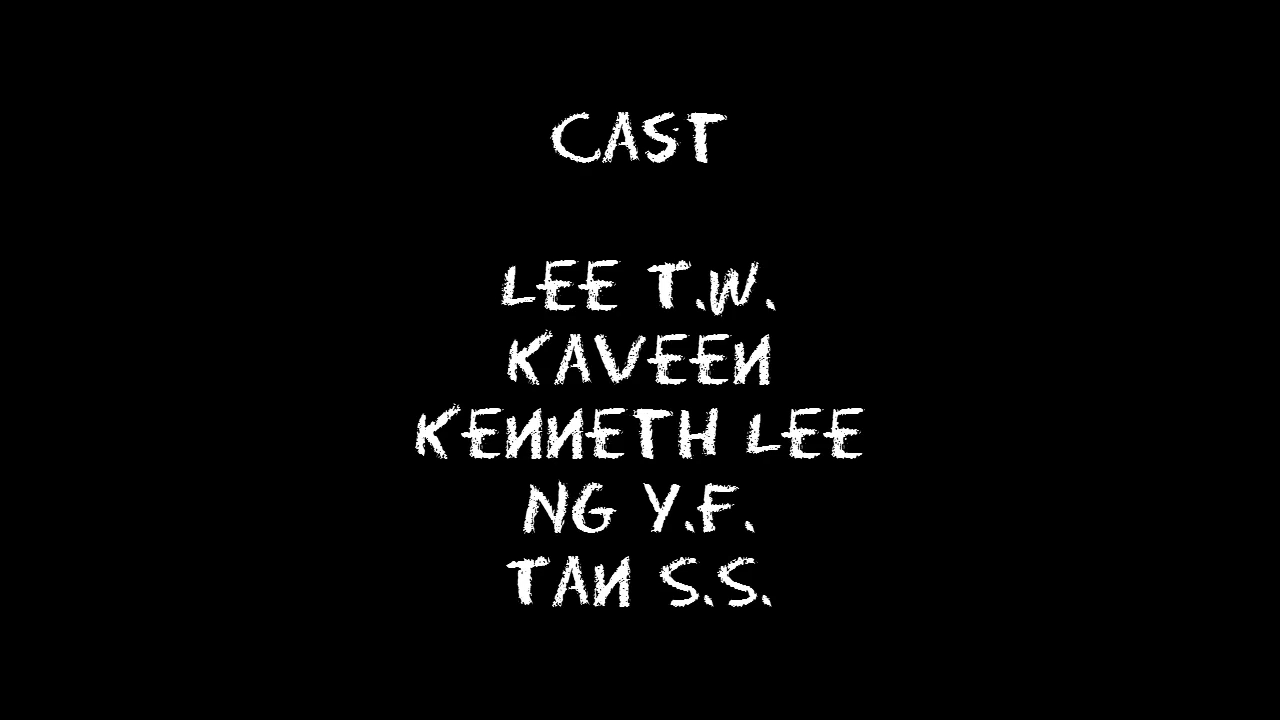 CAST
LEE T.W.
KAVEEN
KENNETH LEE
NG Y.F.
TAN S.S.